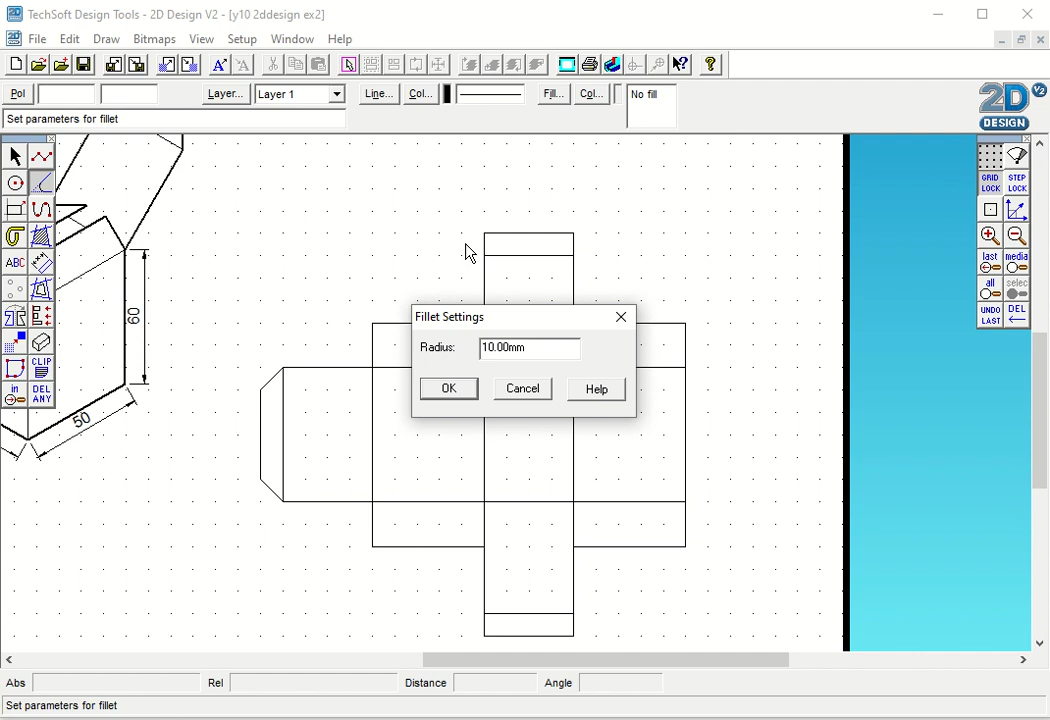 TechSoft Design Tools - 2D Design V2 - [y10 2ddesign ex2]
File Edit Draw Bitmaps View Setup Window Help
Pol Layer... Layer 1 Line... Col... Fill... Col... No fill
Set parameters for fillet
2D V2
DESIGN
GRID LOCK STEP LOCK
ABC
last media
all selec
UNDO LAST DEL
CLIP
in DEL ANY
60
50
Fillet Settings
Radius: 10.00mm
OK Cancel Help
Abs Rel Distance Angle
Set parameters for fillet